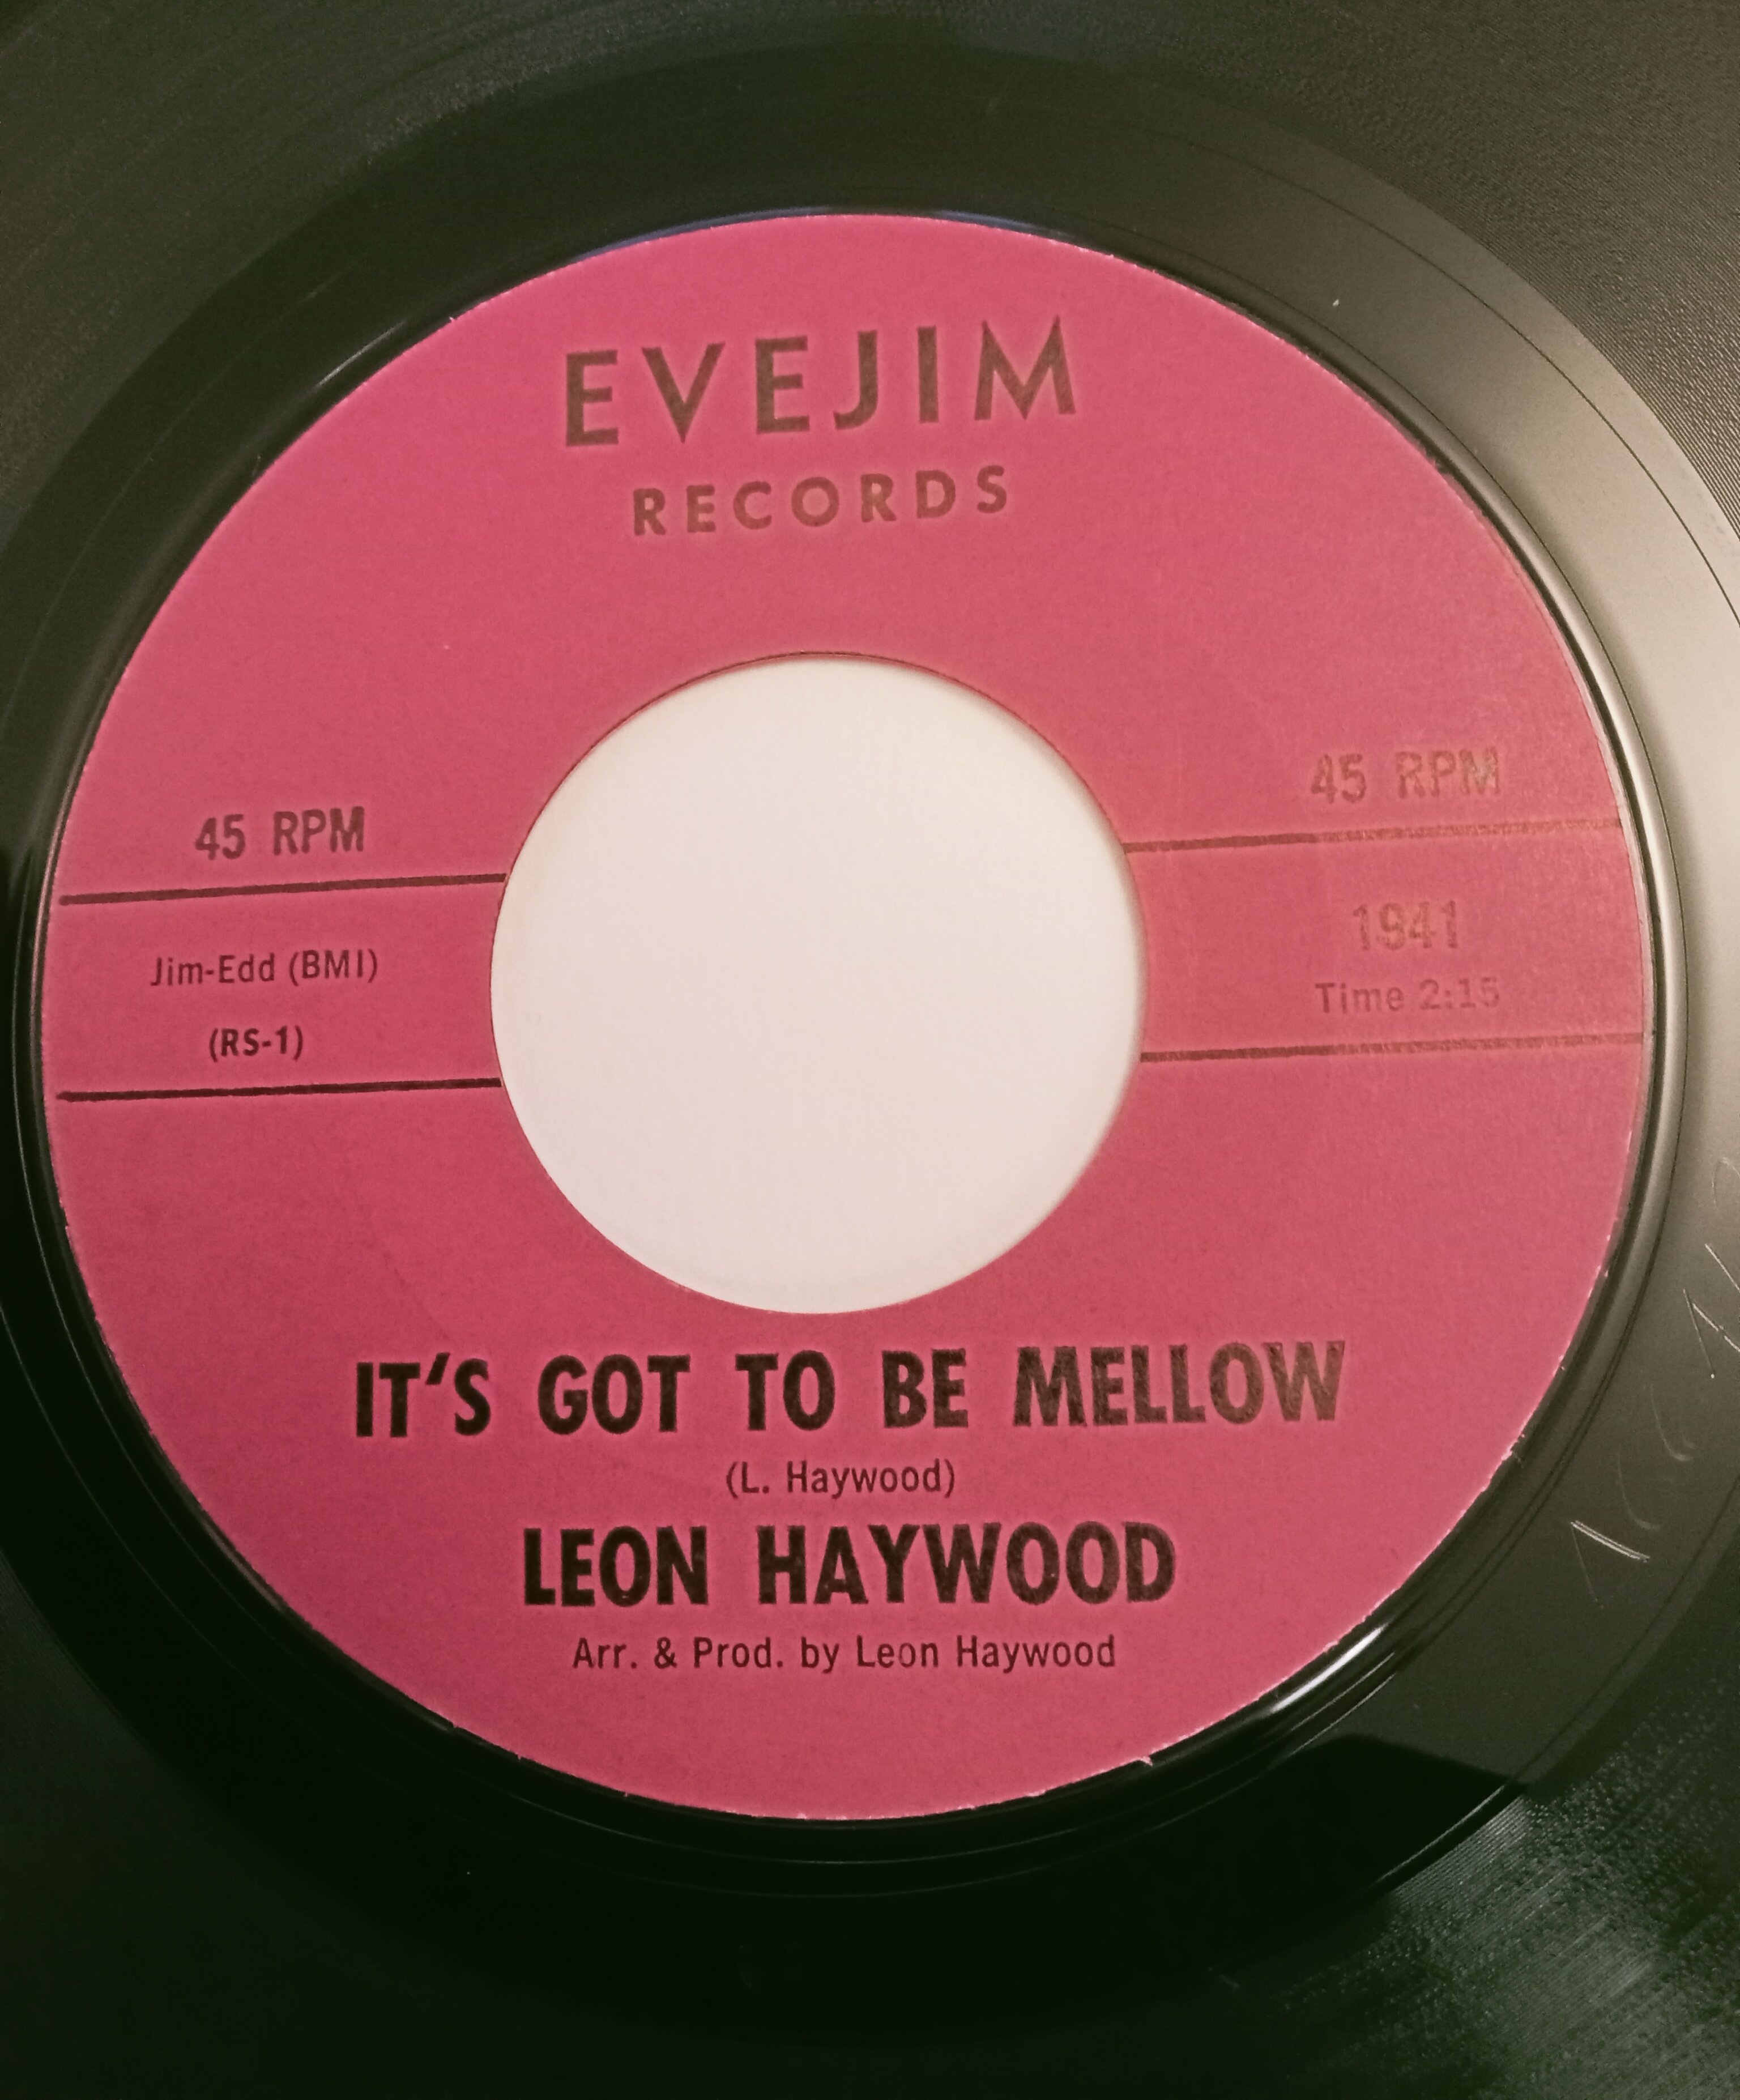 EVEJIM
RECORDS
45 RPM
Jim-Edd (BMI)
(RS-1)
45 RPM
1941
Time 2:15
IT'S GOT TO BE MELLOW
(L. Haywood)
LEON HAYWOOD
Arr. & Prod. by Leon Haywood